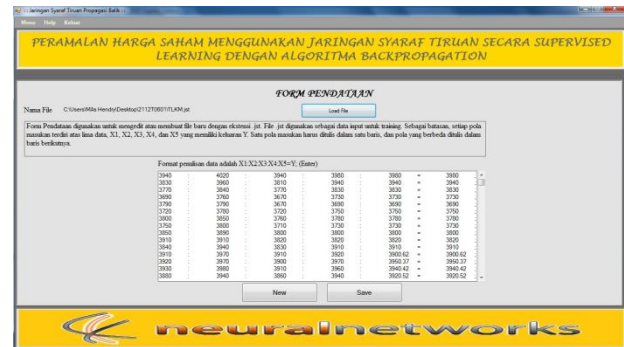 :: Jaringan Syaraf Tiruan Propagasi Balik ::
Menu Help Keluar
PERAMALAN HARGA SAHAM MENGGUNAKAN JARINGAN SYARAF TIRUAN SECARA SUPERVISED
LEARNING DENGAN ALGORITMA BACKPROPAGATION
FORM PENDATAAN
Nama File C:\Users\Mila Hendry\Desktop\2112T0601\TLKM.jst Load File
Form Pendataan digunakan untuk mengedit atau membuat file baru dengan ekstensi .jst. File .jst digunakan sebagai data input untuk training. Sebagai batasan, setiap pola
masukan terdiri atas lima data, X1, X2, X3, X4, dan X5 yang memiliki keluaran Y. Satu pola masukan harus ditulis dalam satu baris, dan pola yang berbeda ditulis dalam
baris berikutnya.
Format penulisan data adalah X1:X2:X3:X4:X5=Y; (Enter)
3940 : 4020 : 3940 : 3980 : 3980 = 3980
3830 : 3960 : 3810 : 3940 : 3940 = 3940
3770 : 3840 : 3770 : 3830 : 3830 = 3830
3690 : 3760 : 3670 : 3730 : 3730 = 3730
3790 : 3790 : 3670 : 3690 : 3690 = 3690
3720 : 3780 : 3720 : 3750 : 3750 = 3750
3800 : 3850 : 3760 : 3780 : 3780 = 3780
3750 : 3800 : 3710 : 3730 : 3730 = 3730
3850 : 3890 : 3800 : 3800 : 3800 = 3800
3910 : 3910 : 3820 : 3820 : 3820 = 3820
3840 : 3940 : 3830 : 3910 : 3910 = 3910
3910 : 3970 : 3910 : 3920 : 3900.62 = 3900.62
3920 : 3970 : 3900 : 3970 : 3950.37 = 3950.37
3930 : 3980 : 3910 : 3960 : 3940.42 = 3940.42
3880 : 3940 : 3860 : 3940 : 3920.52 = 3920.52
New Save
neuralnetworks